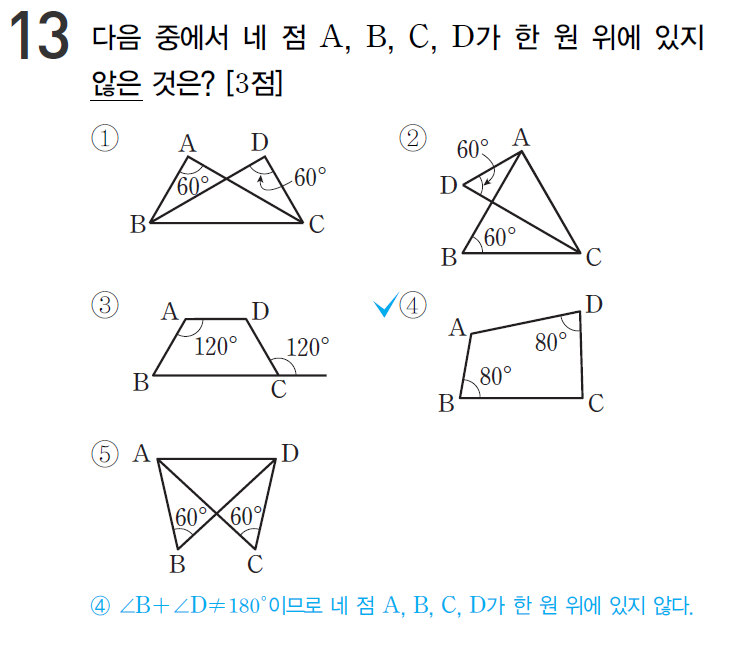 13 다음 중에서 네 점 A, B, C, D가 한 원 위에 있지
않은 것은? [3점]
① A D 60° 60° B C
② A 60° D 60° B C
③ A D 120° 120° B C
④ D A 80° 80° B C
⑤ A D 60° 60° B C
④ ∠B+∠D≠180°이므로 네 점 A, B, C, D가 한 원 위에 있지 않다.